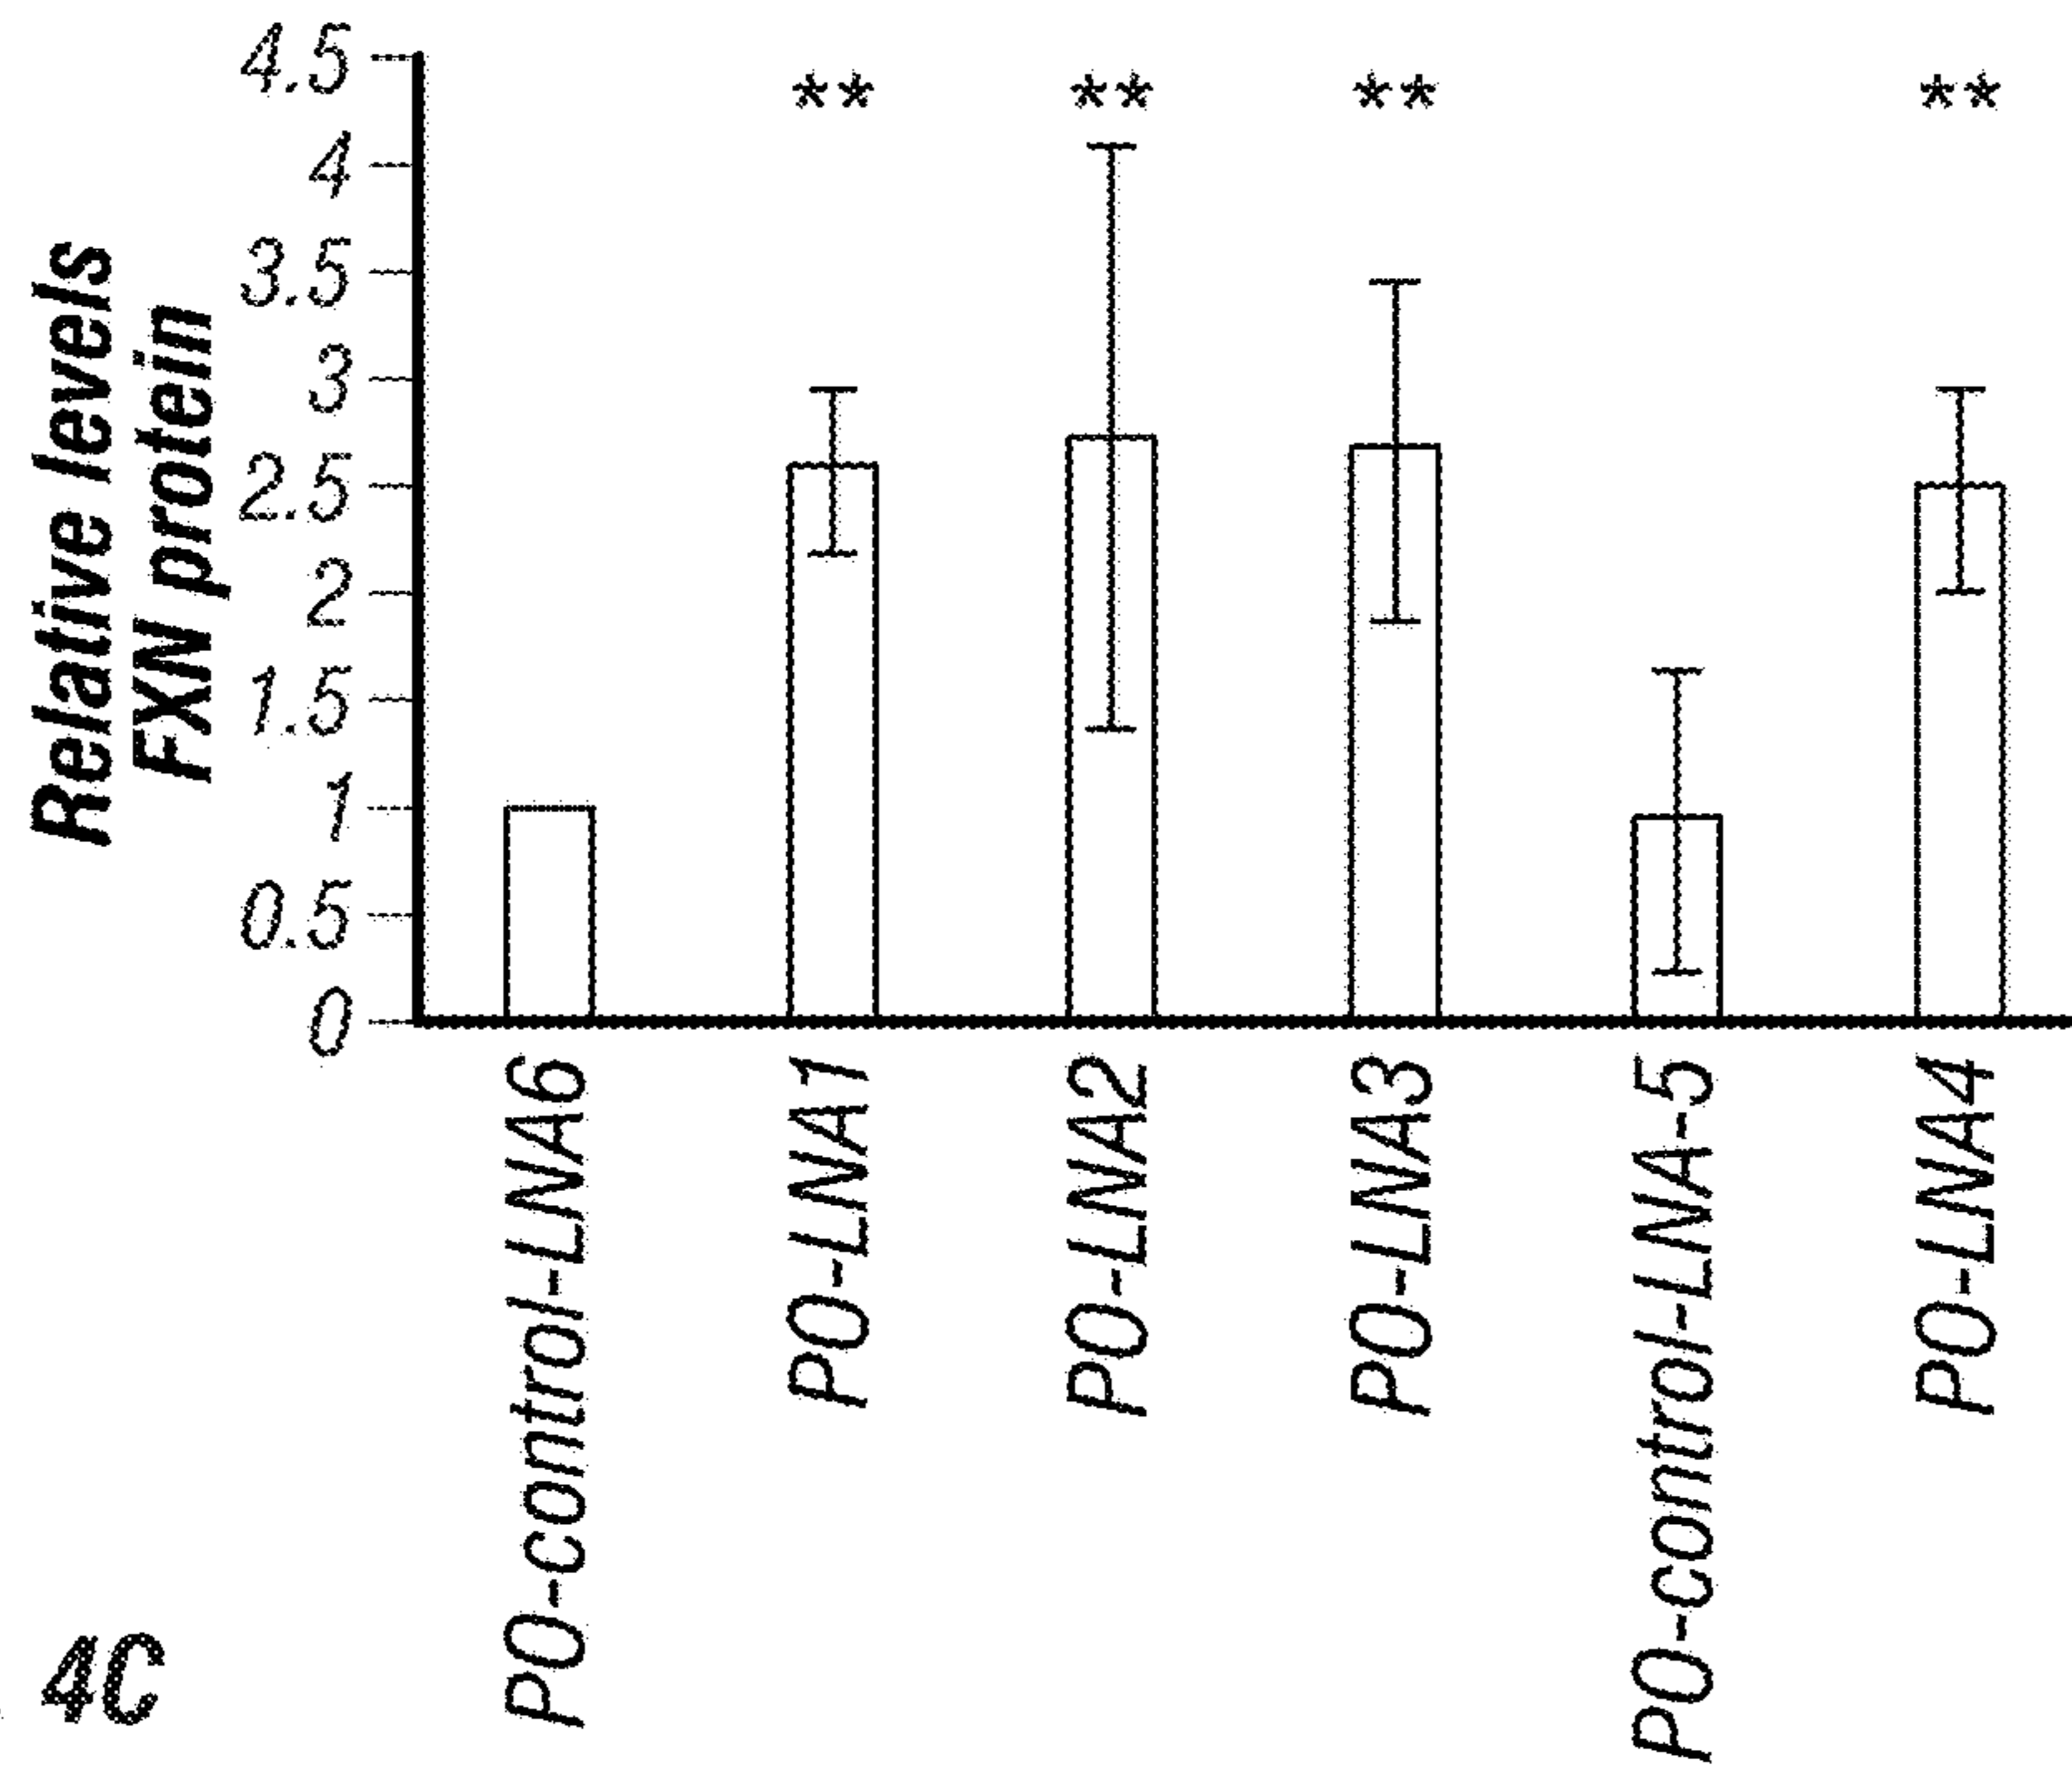 Relative levels
FXN protein
4.5
4
3.5
3
2.5
2
1.5
1
0.5
0
** ** ** **
PO-control-LNA6
PO-LNA1
PO-LNA2
PO-LNA3
PO-control-LNA-5
PO-LNA4
4C